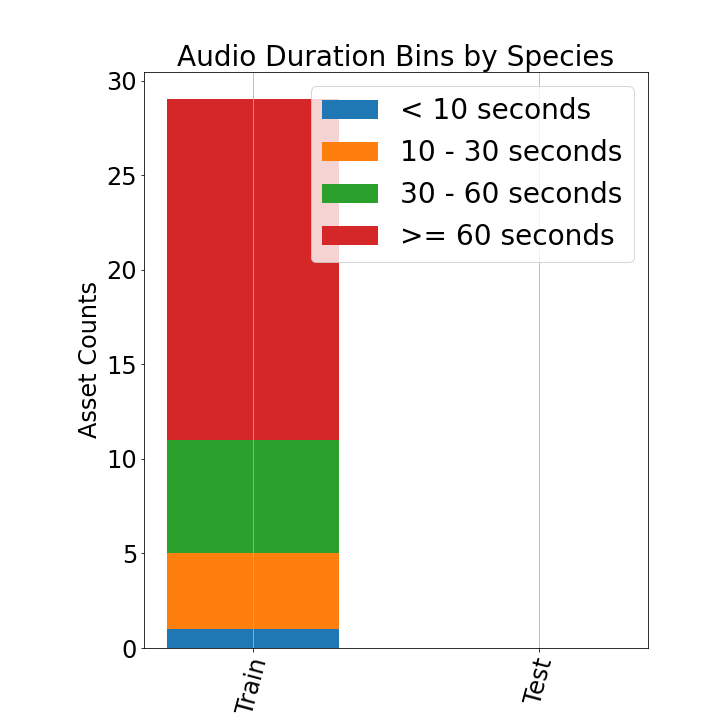 Audio Duration Bins by Species
30
25
20
15
10
5
0
Asset Counts
< 10 seconds
10 - 30 seconds
30 - 60 seconds
>= 60 seconds
Train
Test